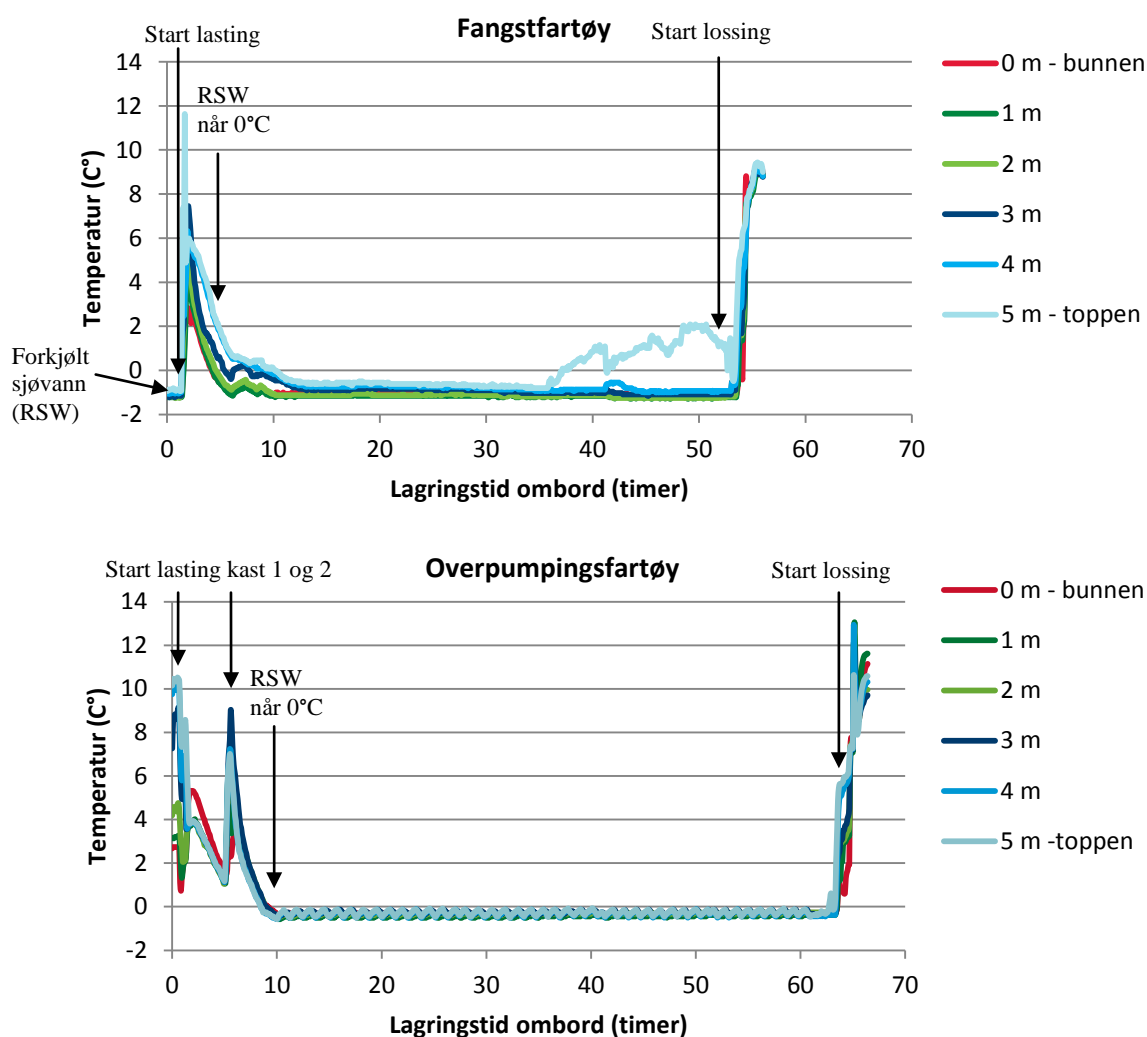 Fangstfartøy
Start lasting
Start lossing
RSW
når 0°C
Forkjølt
sjøvann
(RSW)
Temperatur (C°)
14
12
10
8
6
4
2
0
-2
0 10 20 30 40 50 60 70
Lagringstid ombord (timer)
0 m - bunnen
1 m
2 m
3 m
4 m
5 m - toppen
Overpumpingsfartøy
Start lasting kast 1 og 2
Start lossing
RSW
når 0°C
Temperatur (C°)
14
12
10
8
6
4
2
0
-2
0 10 20 30 40 50 60 70
Lagringstid ombord (timer)
0 m - bunnen
1 m
2 m
3 m
4 m
5 m -toppen